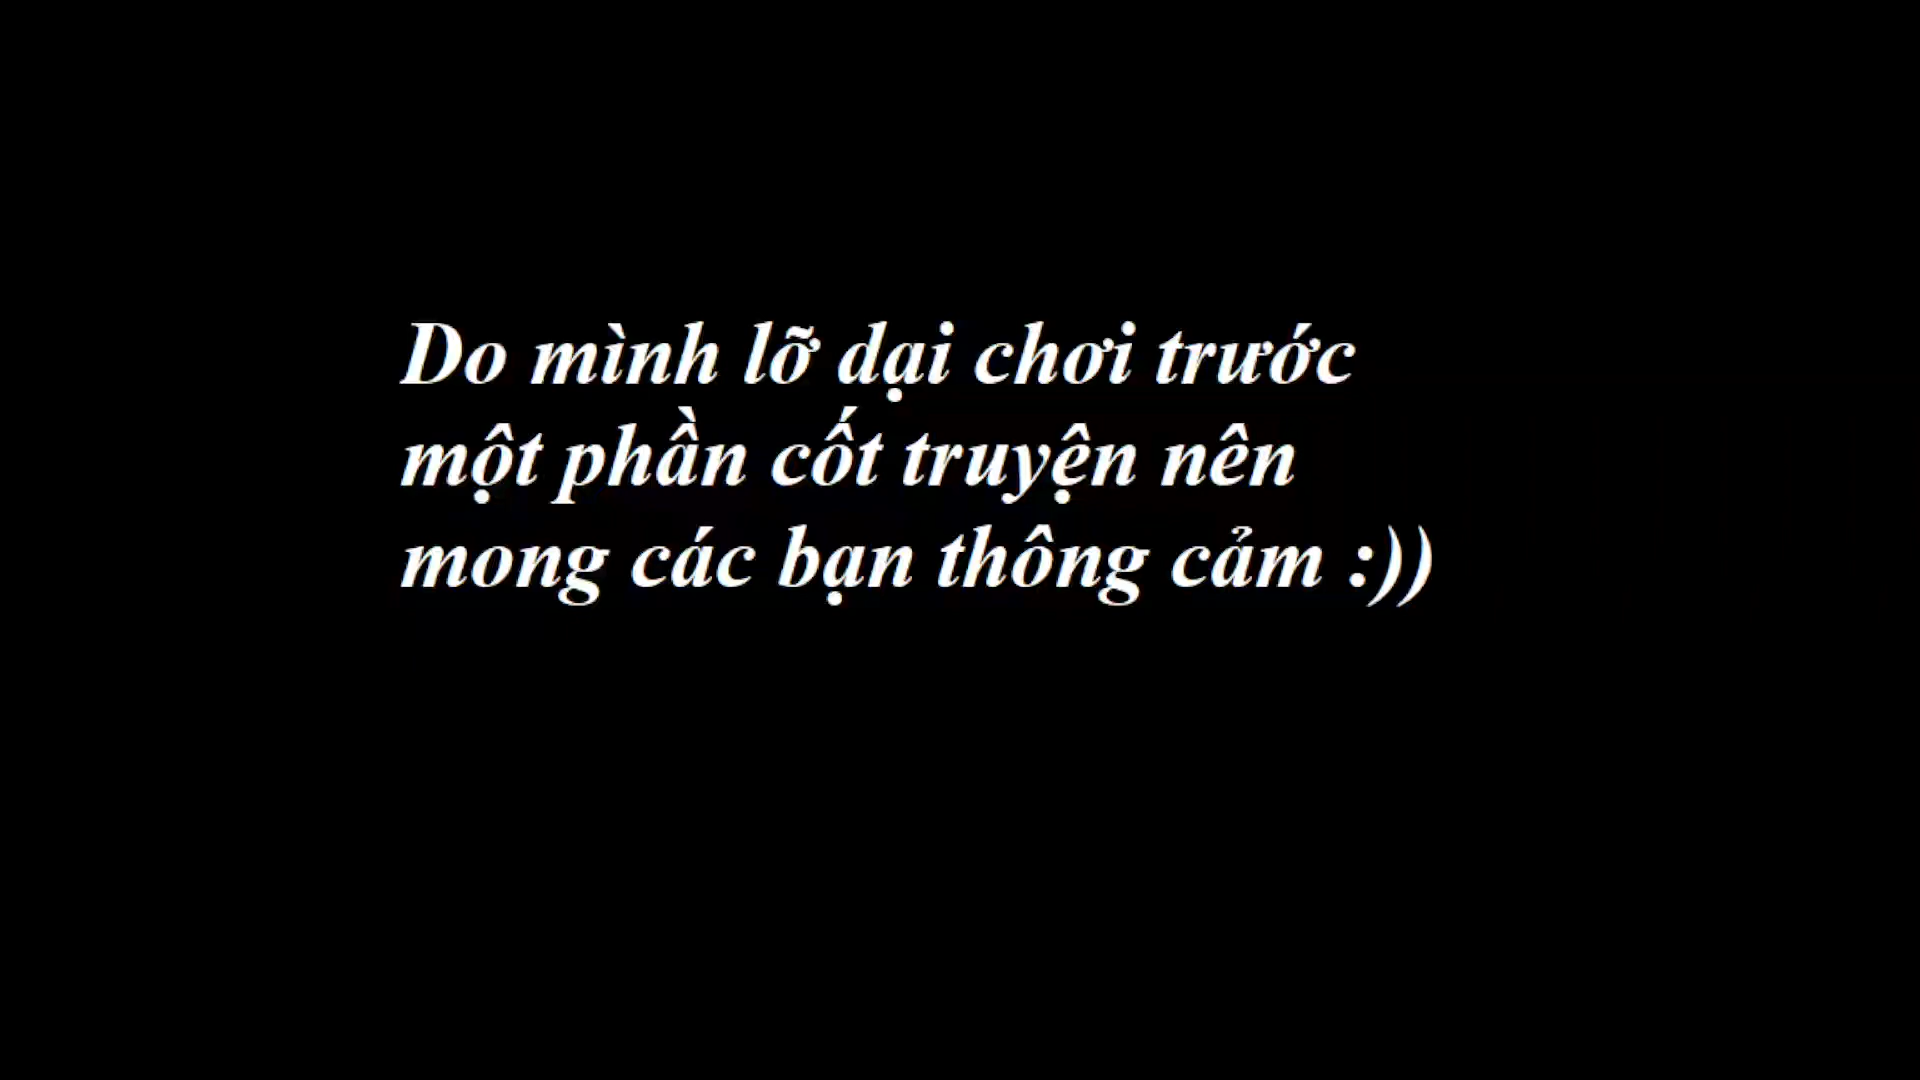 Do mình lỡ dại chơi trước
một phần cốt truyện nên
mong các bạn thông cảm :))